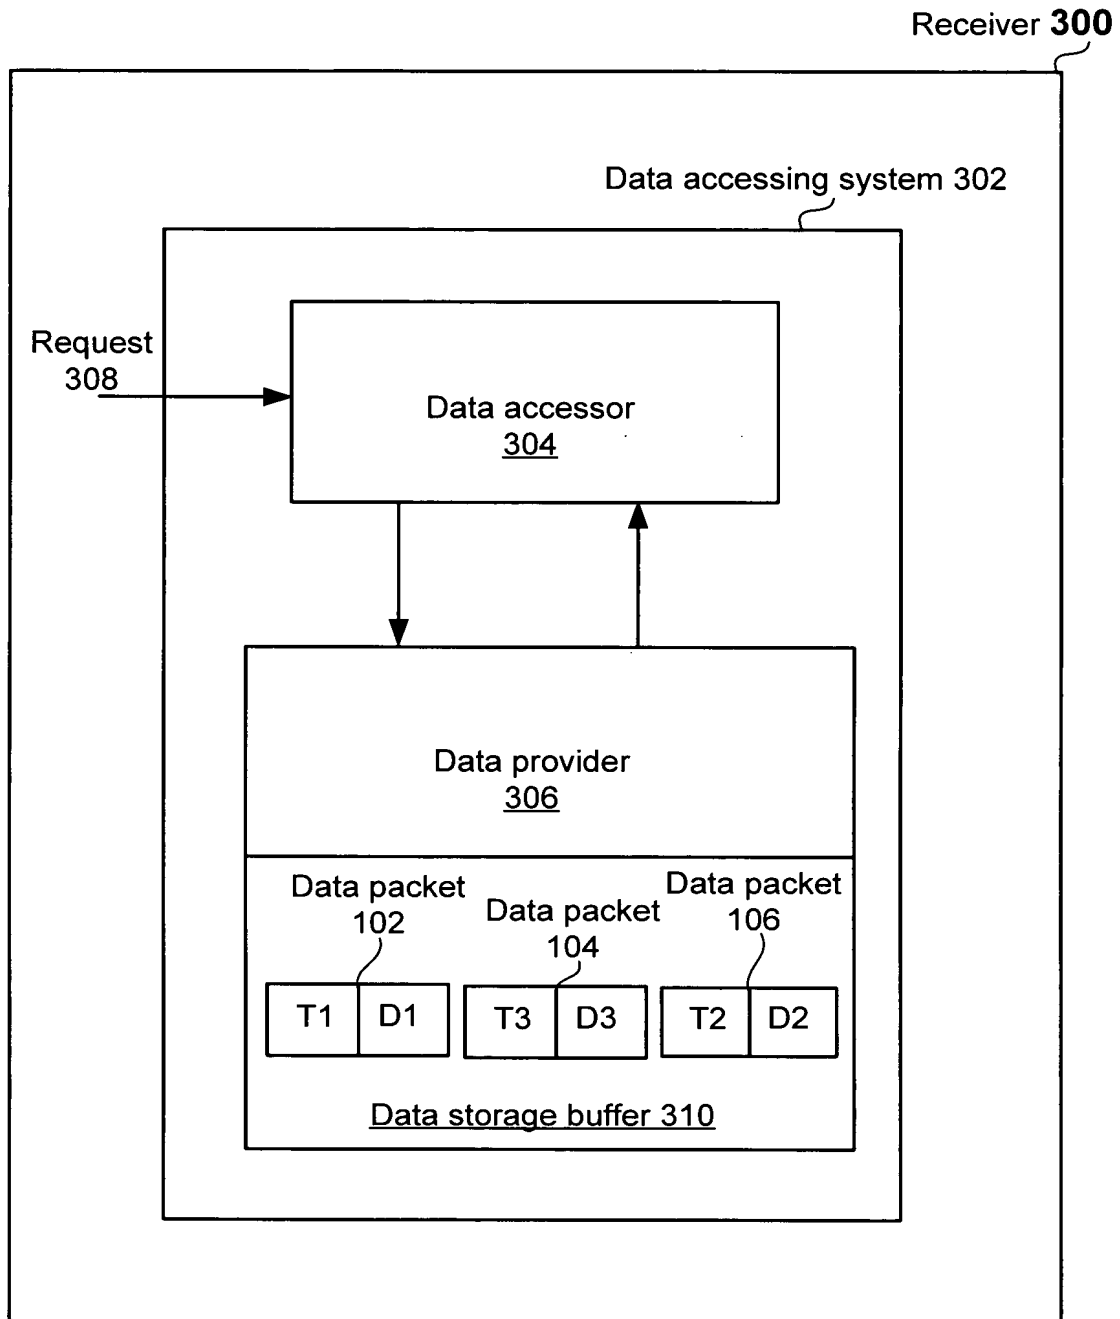 Receiver 300
Data accessing system 302
Request
308
Data accessor
304
Data provider
306
Data packet
102
Data packet
104
Data packet
106
T1 D1 T3 D3 T2 D2
Data storage buffer 310